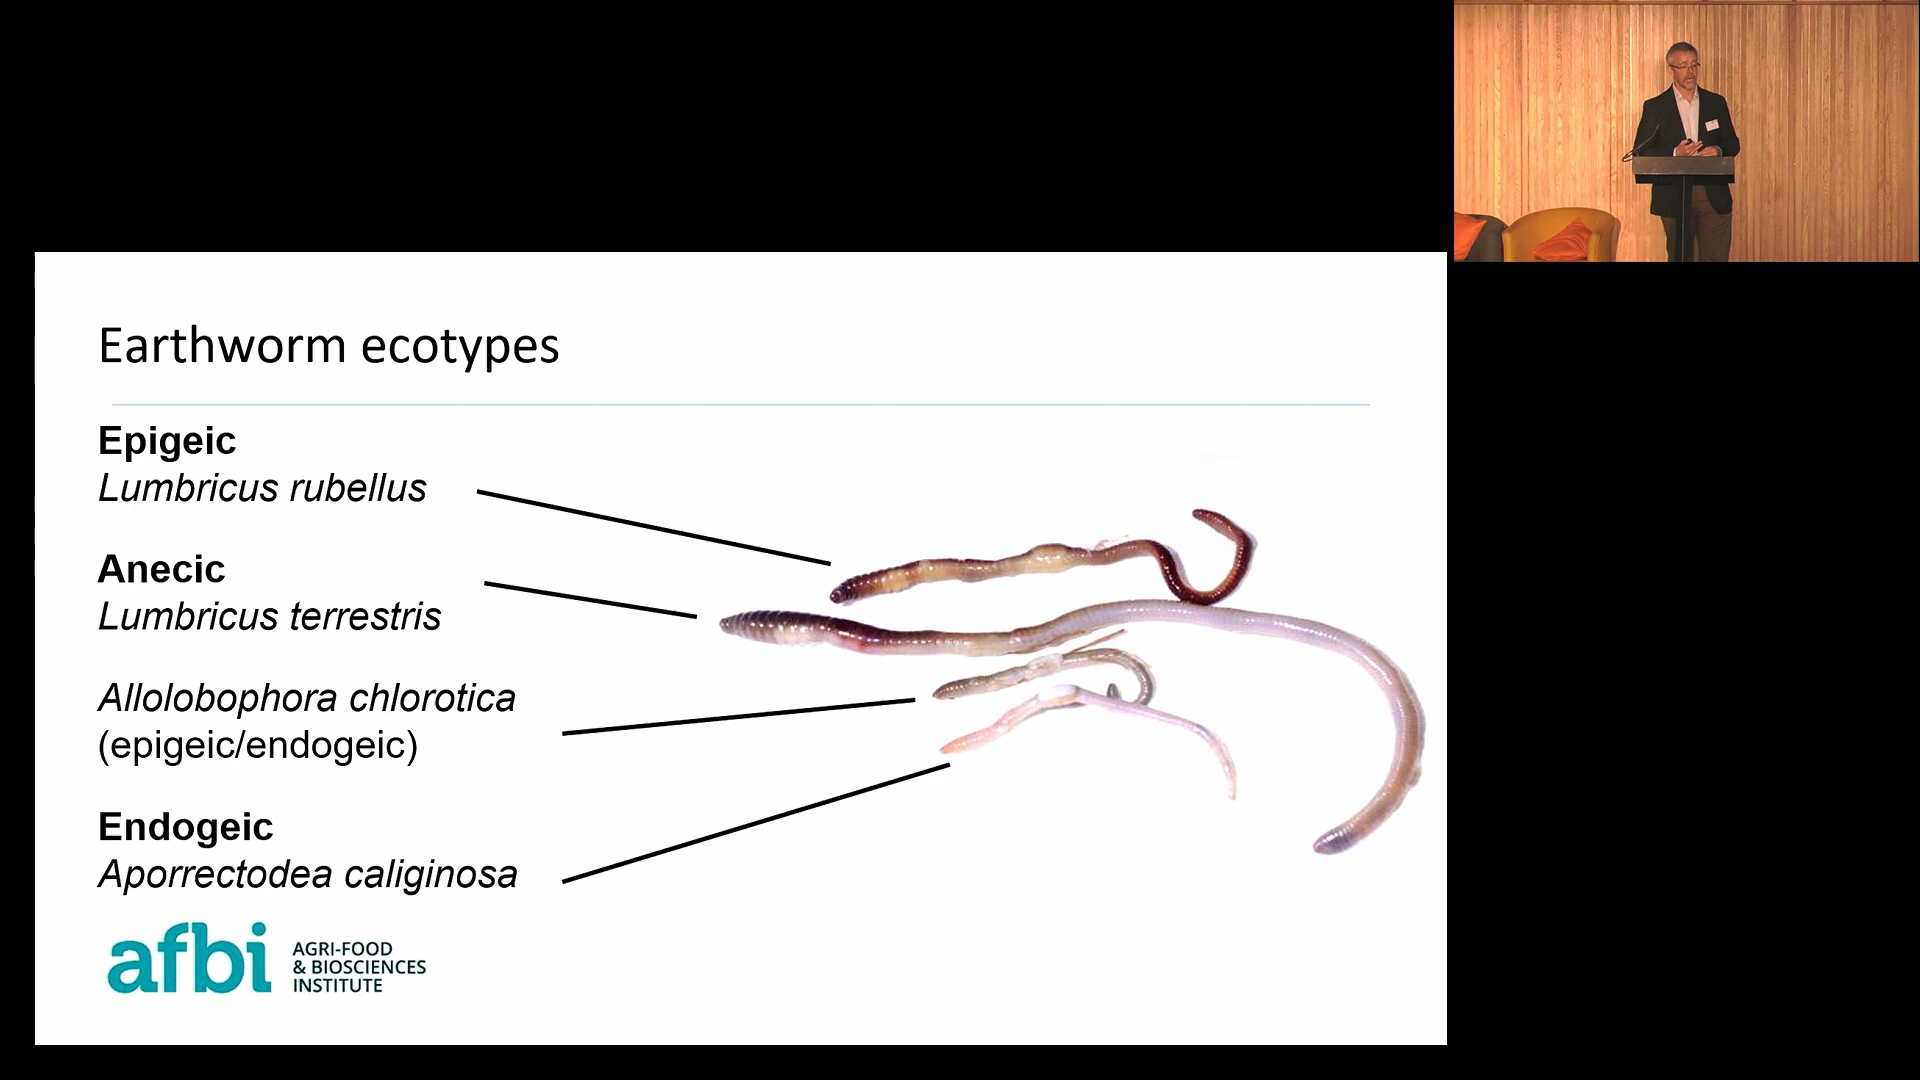 Earthworm ecotypes
Epigeic
Lumbricus rubellus
Anecic
Lumbricus terrestris
Allolobophora chlorotica
(epigeic/endogeic)
Endogeic
Aporrectodea caliginosa
afbi
AGRI-FOOD
& BIOSCIENCES
INSTITUTE